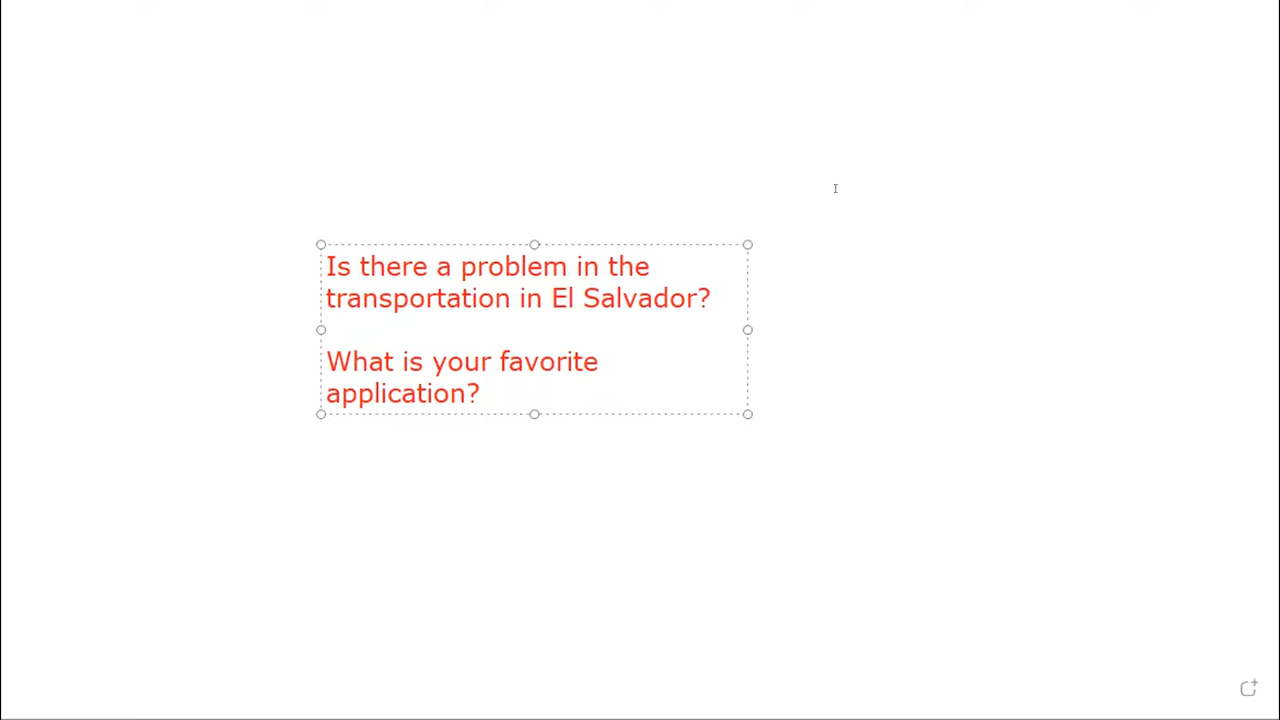 Is there a problem in the
transportation in El Salvador?
What is your favorite
application?